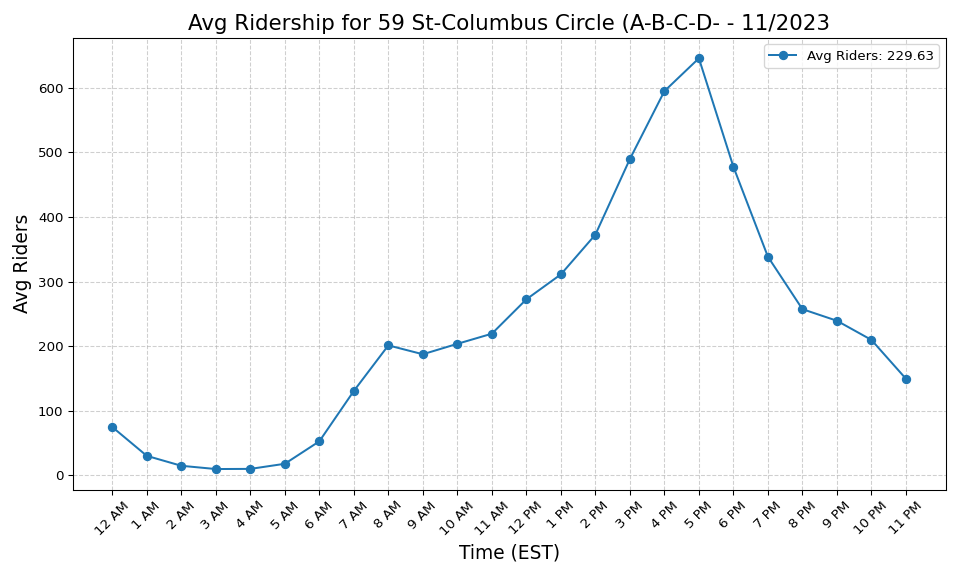 Avg Ridership for 59 St-Columbus Circle (A-B-C-D- - 11/2023
Avg Riders: 229.63
Avg Riders
600
500
400
300
200
100
0
12 AM 1 AM 2 AM 3 AM 4 AM 5 AM 6 AM 7 AM 8 AM 9 AM 10 AM 11 AM 12 PM 1 PM 2 PM 3 PM 4 PM 5 PM 6 PM 7 PM 8 PM 9 PM 10 PM 11 PM
Time (EST)